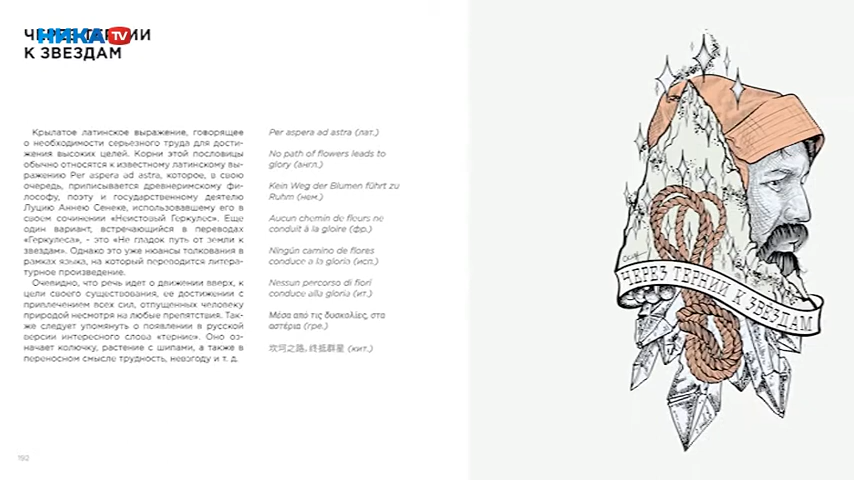 ЧЕРЕЗ ТЕРНИИ
К ЗВЕЗДАМ
НИКА TV
Крылатое латинское выражение, говорящее
о необходимости серьезного труда для дости-
жения высоких целей. Корни этой пословицы
обычно относятся к известному латинскому вы-
ражению Per aspera ad astra, которое, в свою
очередь, приписывается древнеримскому фи-
лософу, поэту и государственному деятелю
Луцию Аннею Сенеке, использовавшему его в
своем сочинении «Неистовый Геркулес». Еще
один вариант, встречающийся в переводах
«Геркулеса», - это «Не гладок путь от земли к
звездам». Однако это уже нюансы толкования в
рамках языка, на который переводится литера-
турное произведение.
Очевидно, что речь идет о движении вверх, к
цели своего существования, ее достижении с
приплечением всех сил, отпущенных человеку
природой несмотря на любые препятствия. Так-
же следует упомянуть о появлении в русской
версии интересного слова «терние». Оно оз-
начает колючку, растение с шипами, а также в
переносном смысле трудность, невзгоду и т. д.
Per aspera ad astra (лат.)
No path of flowers leads to
glory (англ.)
Kein Weg der Blumen führt zu
Ruhm (нем.)
Aucun chemin de fleurs ne
conduit à la gloire (фр.)
Ningún camino de flores
conduce a la gloria (исп.)
Nessun percorso di fiori
conduce alla gloria (ит.)
Μέσα από τις δυσκολίες, στα
αστέρια (гре.)
坎坷之路, 终抵群星 (кит.)
192
ЧЕРЕЗ ТЕРНИИ К ЗВЁЗДАМ